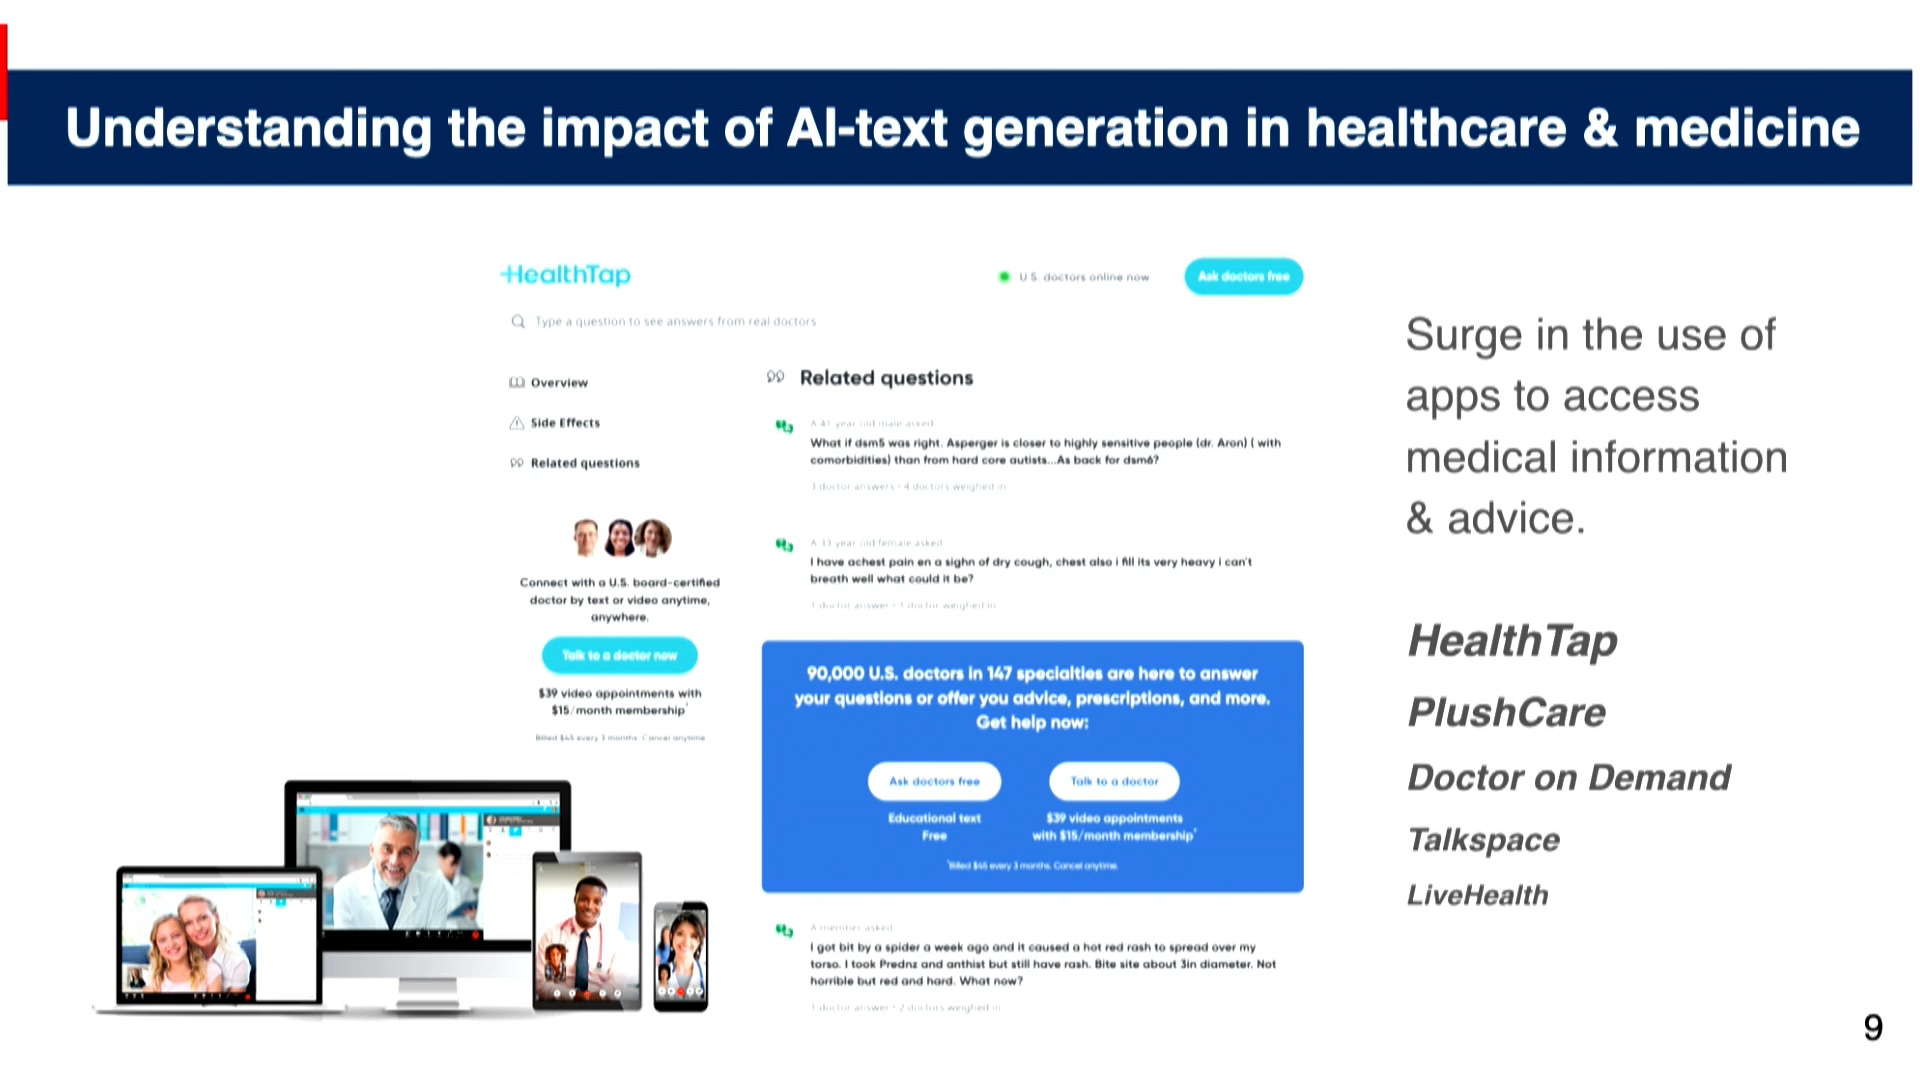 Understanding the impact of AI-text generation in healthcare & medicine
HealthTap
U.S. doctors online now
Ask doctors free
Type a question to see answers from real doctors
Overview
Side Effects
Related questions
Connect with a U.S. board-certified
doctor by text or video anytime,
anywhere.
Talk to a doctor now
$39 video appointments with
$15/month membership*
Billed $45 every 3 months. Cancel anytime
Related questions
A 41 year old male asked
What if dsm5 was right. Asperger is closer to highly sensitive people (dr. Aron) ( with
comorbidities) than from hard core autists...As back for dsm6?
3 doctor answers • 4 doctors weighed in
A 33 year old female asked
I have achest pain en a sighn of dry cough, chest also i fill its very heavy i can't
breath well what could it be?
1 doctor answer • 1 doctor weighed in
90,000 U.S. doctors in 147 specialties are here to answer
your questions or offer you advice, prescriptions, and more.
Get help now:
Ask doctors free
Talk to a doctor
Educational text
Free
$39 video appointments
with $15/month membership*
*Billed $45 every 3 months. Cancel anytime.
A member asked
I got bit by a spider a week ago and it caused a hot red rash to spread over my
torso. I took Prednz and anthist but still have rash. Bite site about 3in diameter. Not
horrible but red and hard. What now?
1 doctor answer • 2 doctors weighed in
Surge in the use of
apps to access
medical information
& advice.
HealthTap
PlushCare
Doctor on Demand
Talkspace
LiveHealth
9